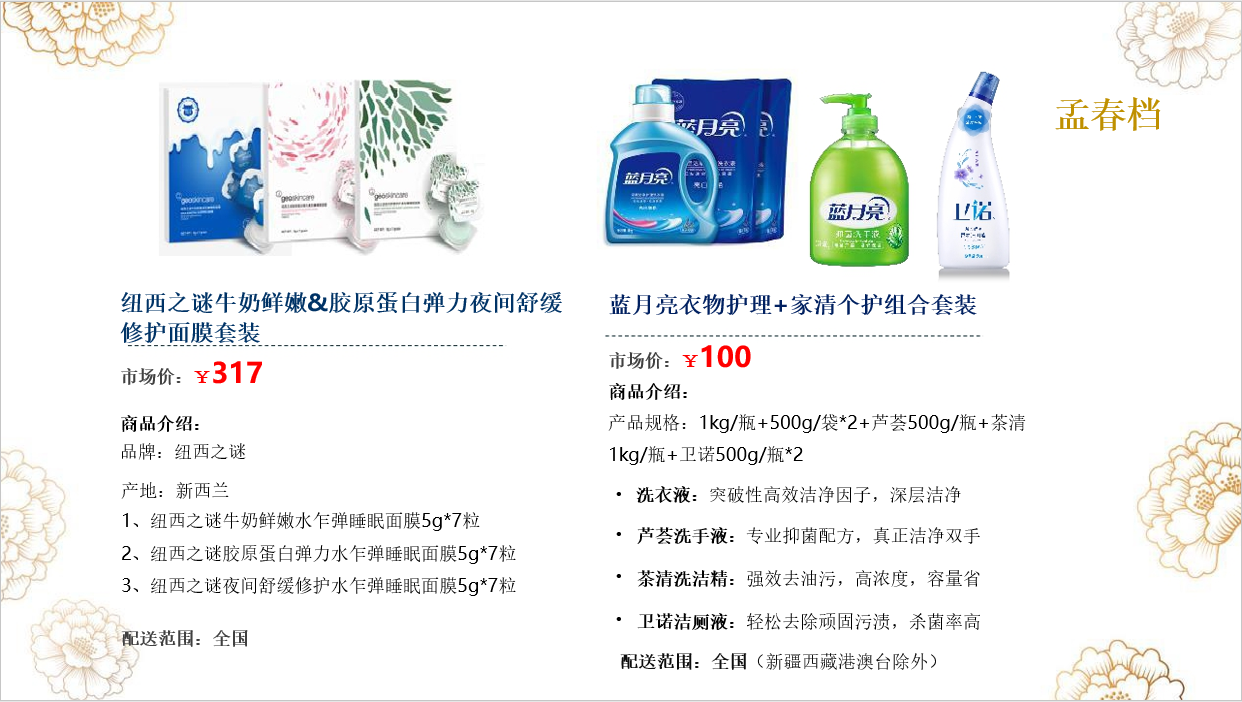 孟春档
geoskincare
geoskincare
geoskincare
蓝月亮
蓝月亮
蓝月亮
抑菌洗手液
卫诺
纽西之谜牛奶鲜嫩&胶原蛋白弹力夜间舒缓
修护面膜套装
市场价：￥317
商品介绍：
品牌：纽西之谜
产地：新西兰
1、纽西之谜牛奶鲜嫩水乍弹睡眠面膜5g*7粒
2、纽西之谜胶原蛋白弹力水乍弹睡眠面膜5g*7粒
3、纽西之谜夜间舒缓修护水乍弹睡眠面膜5g*7粒
配送范围：全国
蓝月亮衣物护理+家清个护组合套装
市场价：￥100
商品介绍：
产品规格：1kg/瓶+500g/袋*2+芦荟500g/瓶+茶清
1kg/瓶+卫诺500g/瓶*2
• 洗衣液：突破性高效洁净因子，深层洁净
• 芦荟洗手液：专业抑菌配方，真正洁净双手
• 茶清洗洁精：强效去油污，高浓度，容量省
• 卫诺洁厕液：轻松去除顽固污渍，杀菌率高
配送范围：全国（新疆西藏港澳台除外）